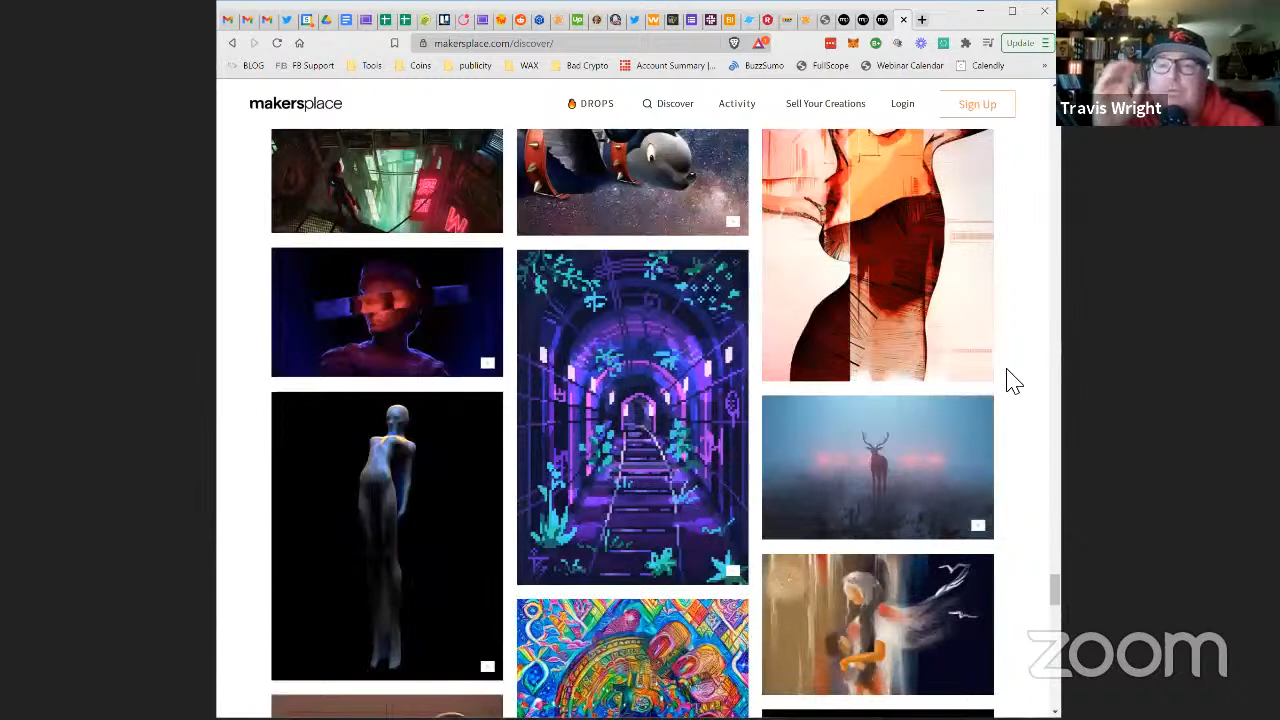 makersplace.com/discover/
Update
BLOG
FB Support
Tools
Coins
publicity
WAX
Bad Crypto
Account Summary |...
BuzzSumo
FullScope
Webinar Calendar
Calendly
»
makersplace
DROPS
Discover
Activity
Sell Your Creations
Login
Sign Up
Travis Wright
zoom